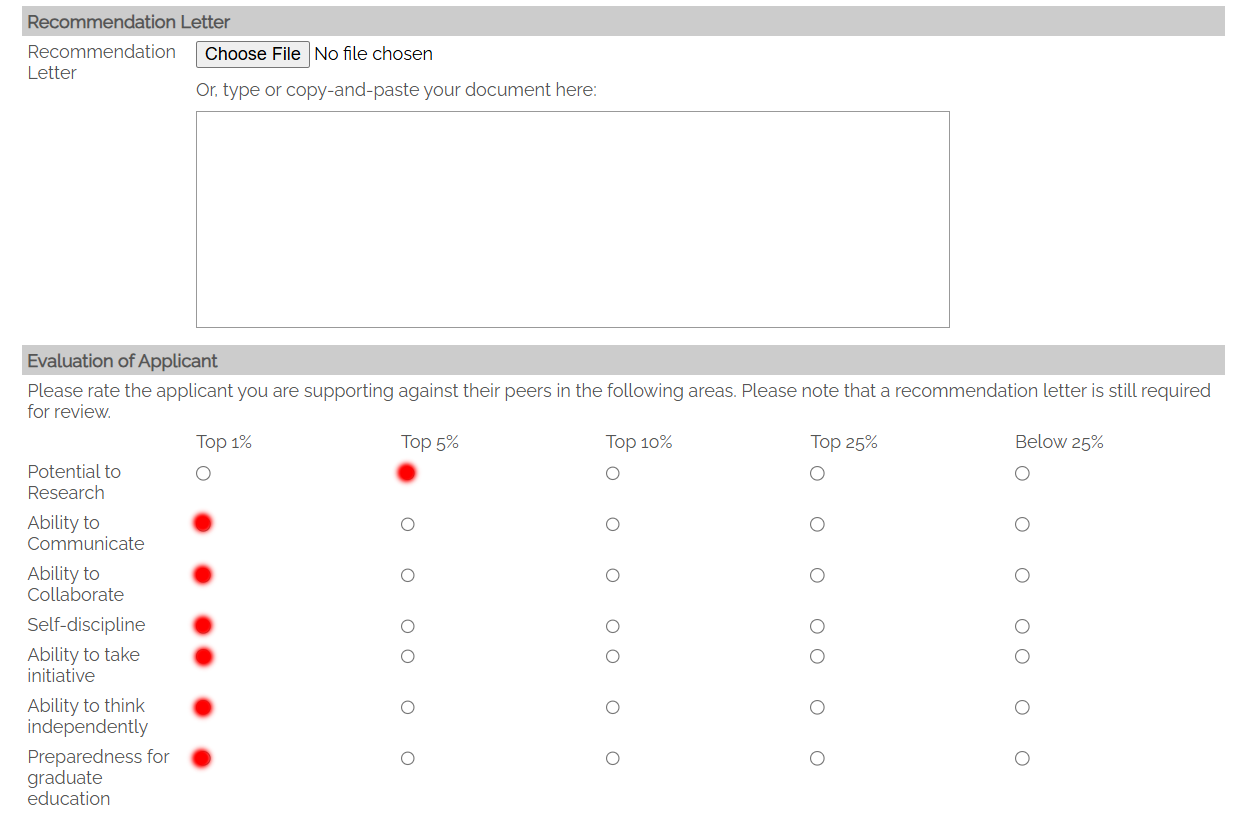 Recommendation Letter
Recommendation
Letter
Choose File No file chosen
Or, type or copy-and-paste your document here:
Evaluation of Applicant
Please rate the applicant you are supporting against their peers in the following areas. Please note that a recommendation letter is still required
for review.
Top 1% Top 5% Top 10% Top 25% Below 25%
Potential to
Research
Ability to
Communicate
Ability to
Collaborate
Self-discipline
Ability to take
initiative
Ability to think
independently
Preparedness for
graduate
education